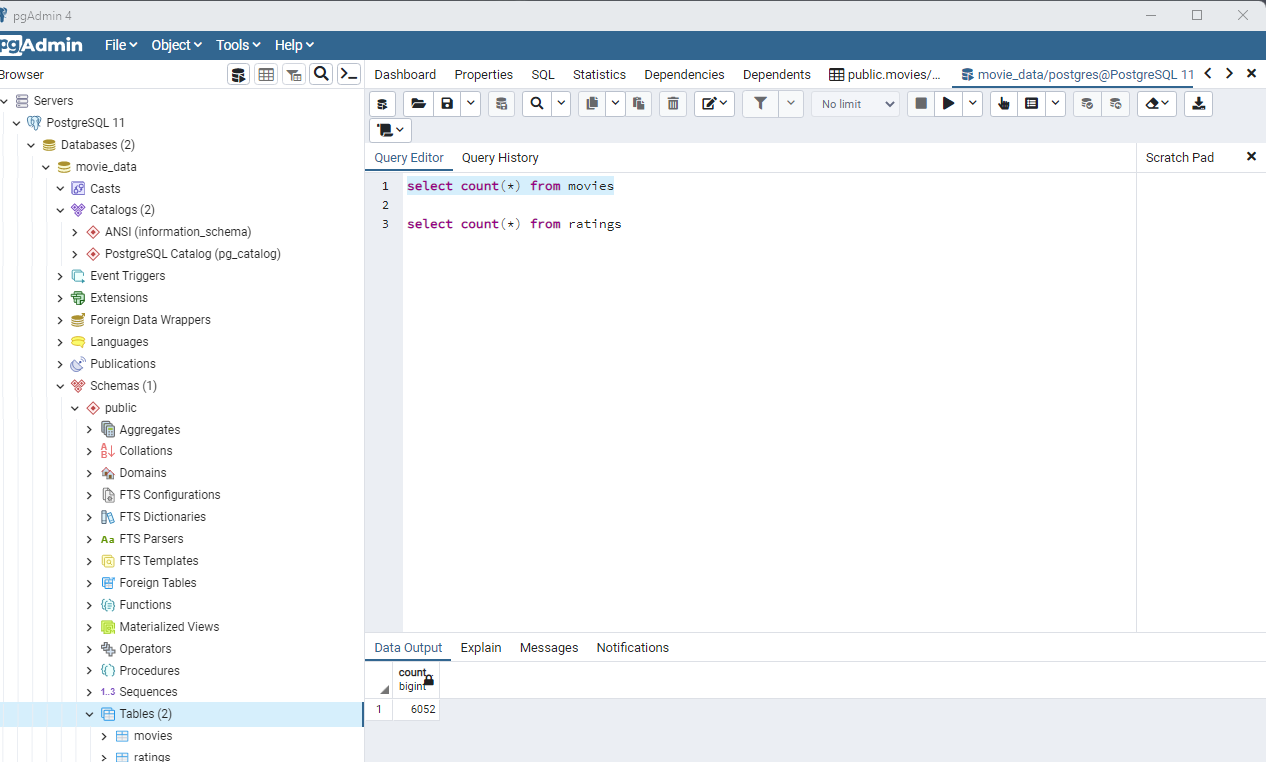 pgAdmin 4
pgAdmin File Object Tools Help
Browser
Dashboard Properties SQL Statistics Dependencies Dependents public.movies/... movie_data/postgres@PostgreSQL 11
No limit
Servers
PostgreSQL 11
Databases (2)
movie_data
Casts
Catalogs (2)
ANSI (information_schema)
PostgreSQL Catalog (pg_catalog)
Event Triggers
Extensions
Foreign Data Wrappers
Languages
Publications
Schemas (1)
public
Aggregates
Collations
Domains
FTS Configurations
FTS Dictionaries
Aa FTS Parsers
FTS Templates
Foreign Tables
Functions
Materialized Views
Operators
Procedures
1..3 Sequences
Tables (2)
movies
ratings
Query Editor Query History
Scratch Pad
1 select count(*) from movies
2
3 select count(*) from ratings
Data Output Explain Messages Notifications
count
bigint
1 6052